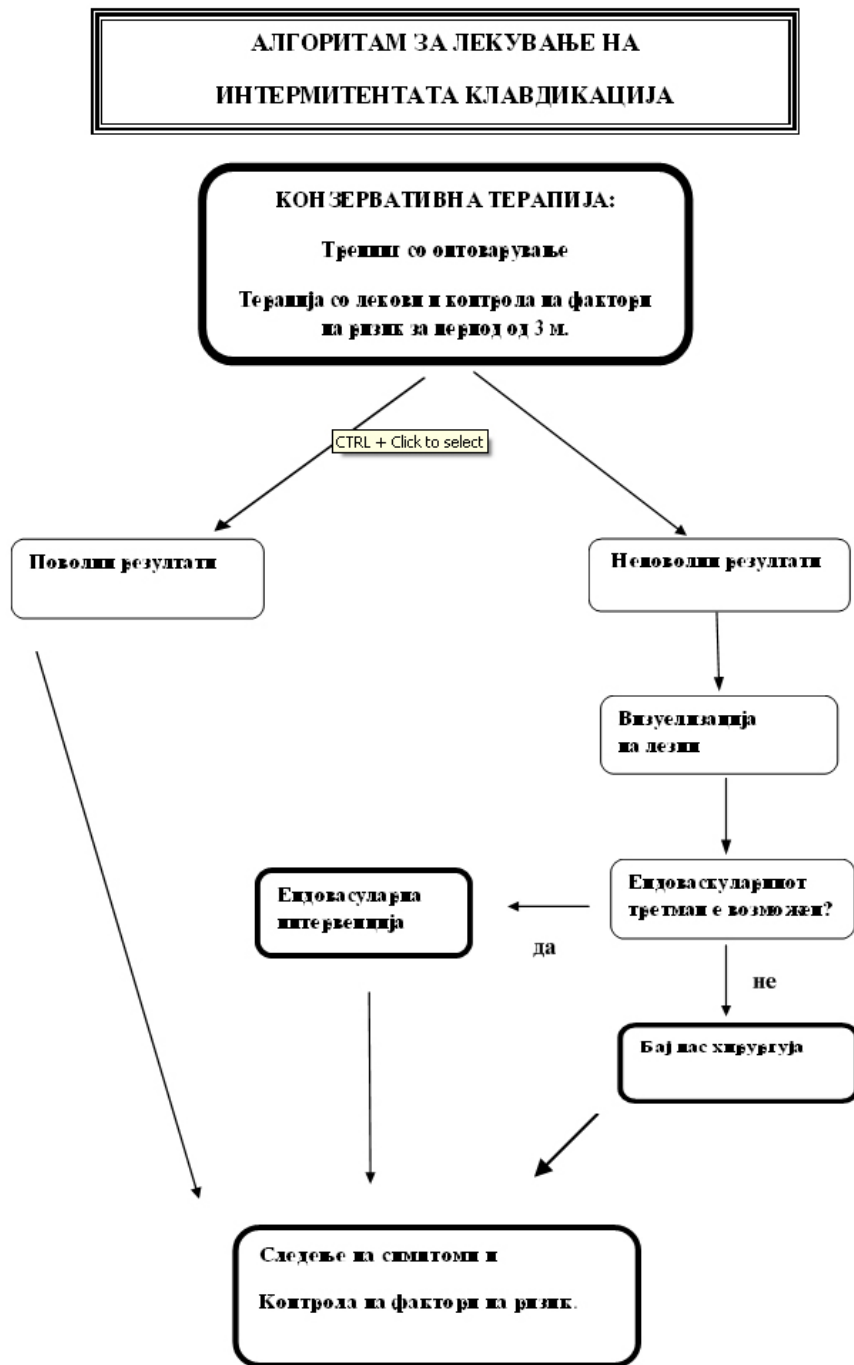 АЛГОРИТАМ ЗА ЛЕКУВАЊЕ НА
ИНТЕРМИТЕНТАТА КЛАВДИКАЦИЈА
КОНЗЕРВАТИВНА ТЕРАПИЈА:
Тренинг со оптоварување
Терапија со лекови и контрола на фактори
на ризик за период од 3 м.
CTRL + Click to select
Поволни резултати
Неповолни резултати
Визуелизација
на лезии
Ендоваскуларниот
третман е возможен?
Ендовасуларна
интервенција
да
не
Бај пас хирургуја
Следење на симптоми и
Контрола на фактори на ризик.